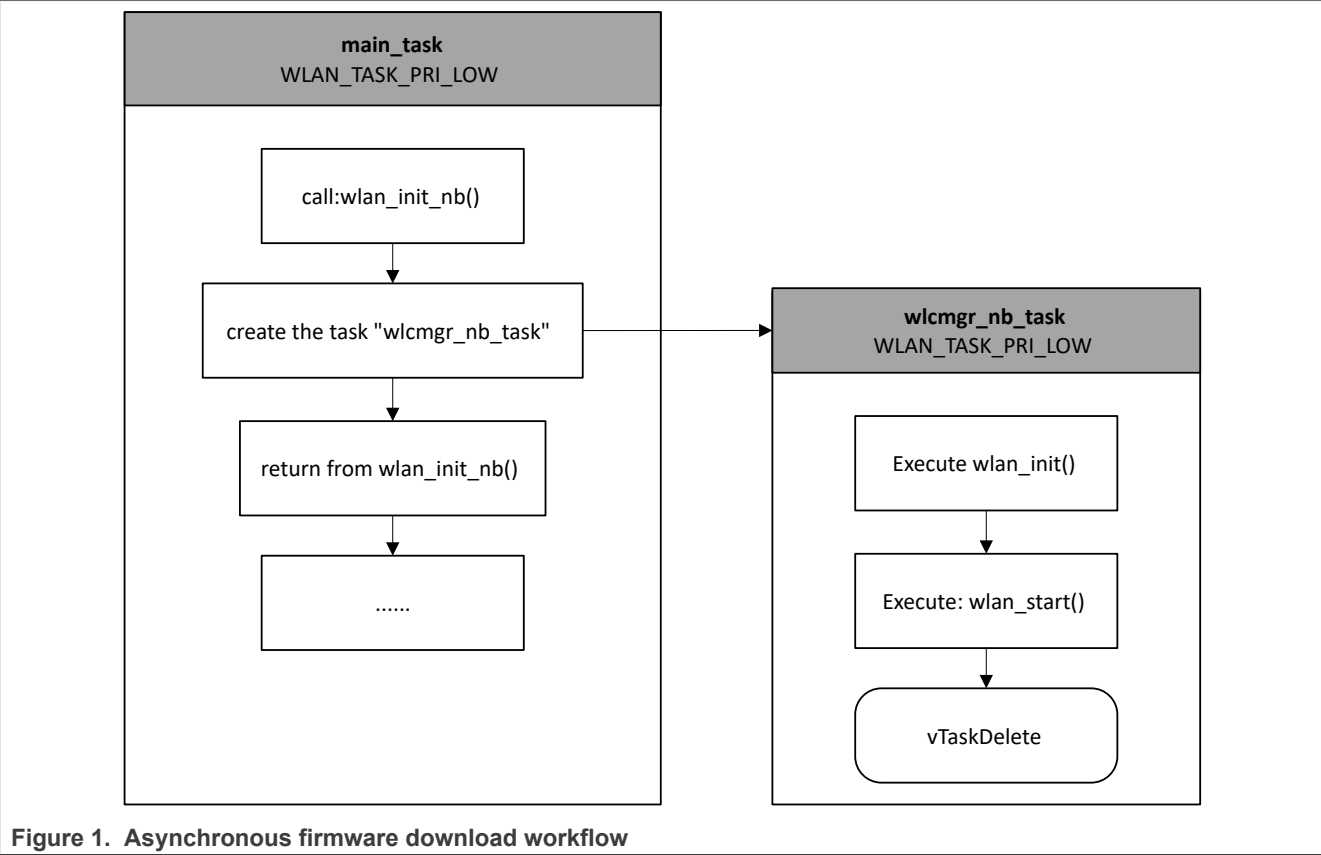 main_task
WLAN_TASK_PRI_LOW
call:wlan_init_nb()
create the task "wlcmgr_nb_task"
return from wlan_init_nb()
......
wlcmgr_nb_task
WLAN_TASK_PRI_LOW
Execute wlan_init()
Execute: wlan_start()
vTaskDelete
Figure 1. Asynchronous firmware download workflow